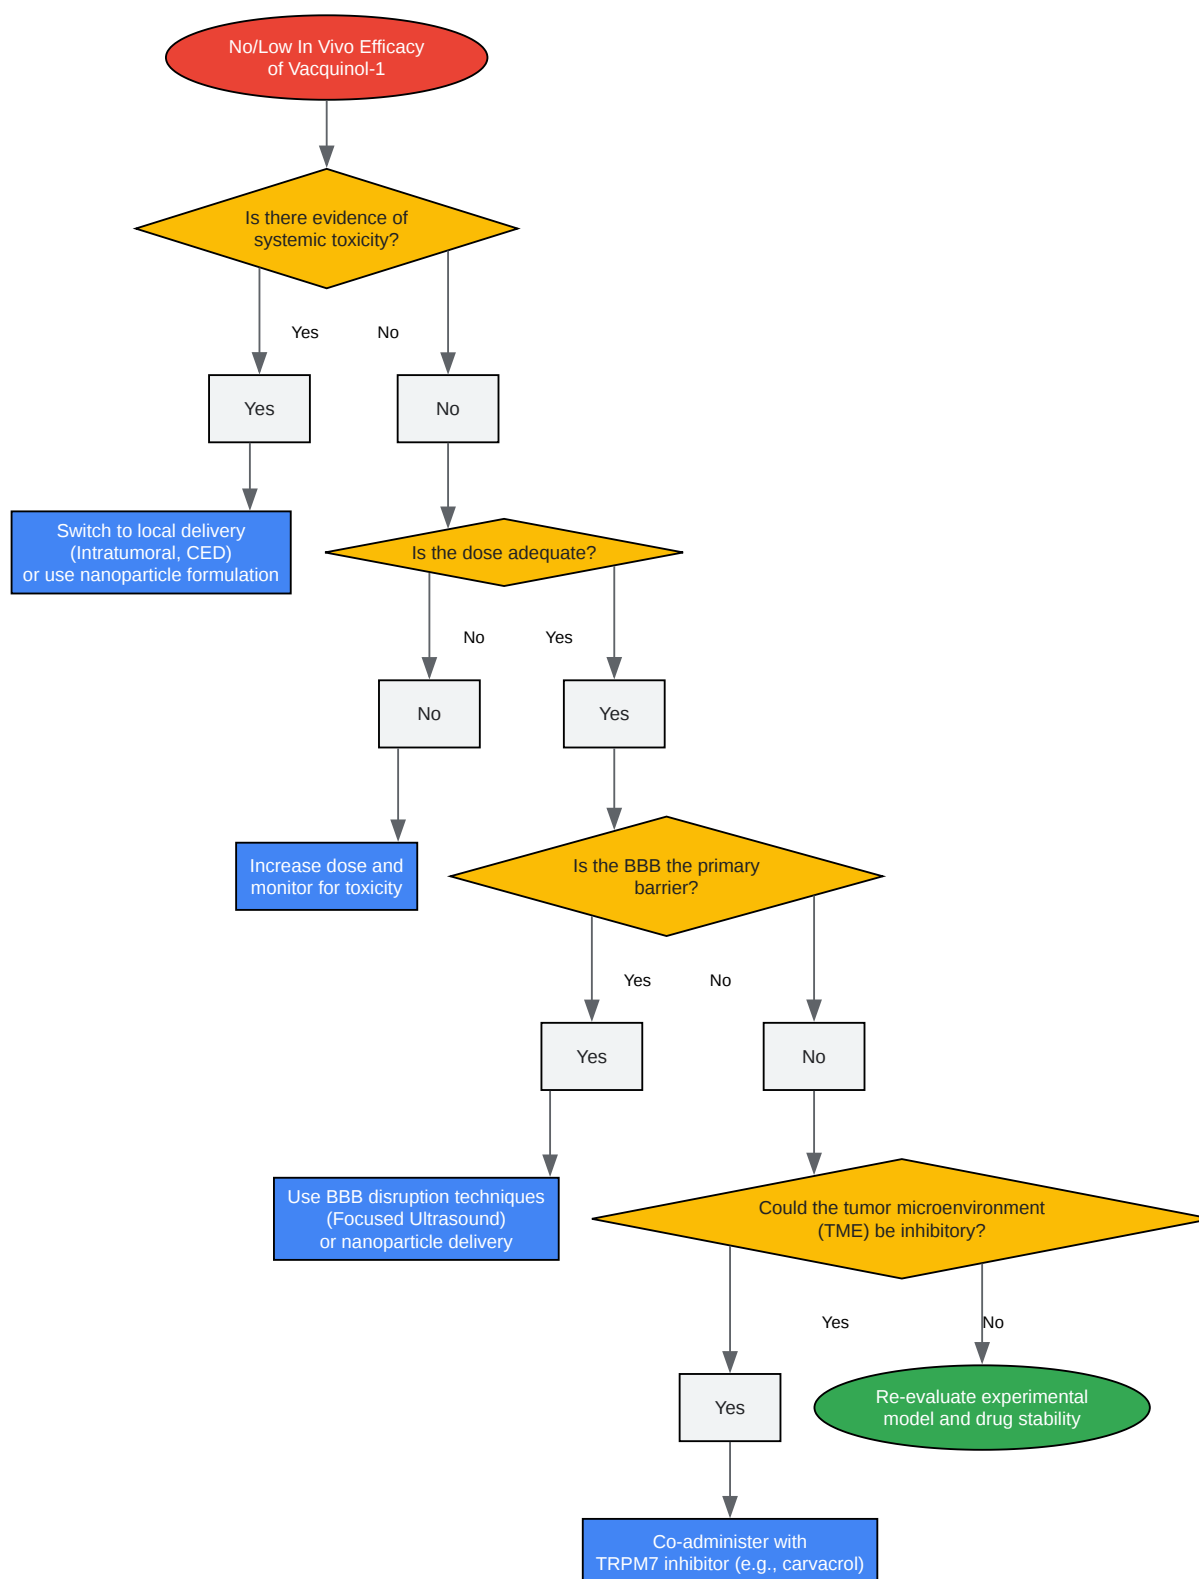 No/Low In Vivo Efficacy
of Vacquinol-1
Is there evidence of
systemic toxicity?
Yes
No
Yes
No
Switch to local delivery
(Intratumoral, CED)
or use nanoparticle formulation
Is the dose adequate?
No
Yes
No
Yes
Increase dose and
monitor for toxicity
Is the BBB the primary
barrier?
Yes
No
Yes
No
Use BBB disruption techniques
(Focused Ultrasound)
or nanoparticle delivery
Could the tumor microenvironment
(TME) be inhibitory?
Yes
No
Yes
Re-evaluate experimental
model and drug stability
Co-administer with
TRPM7 inhibitor (e.g., carvacrol)